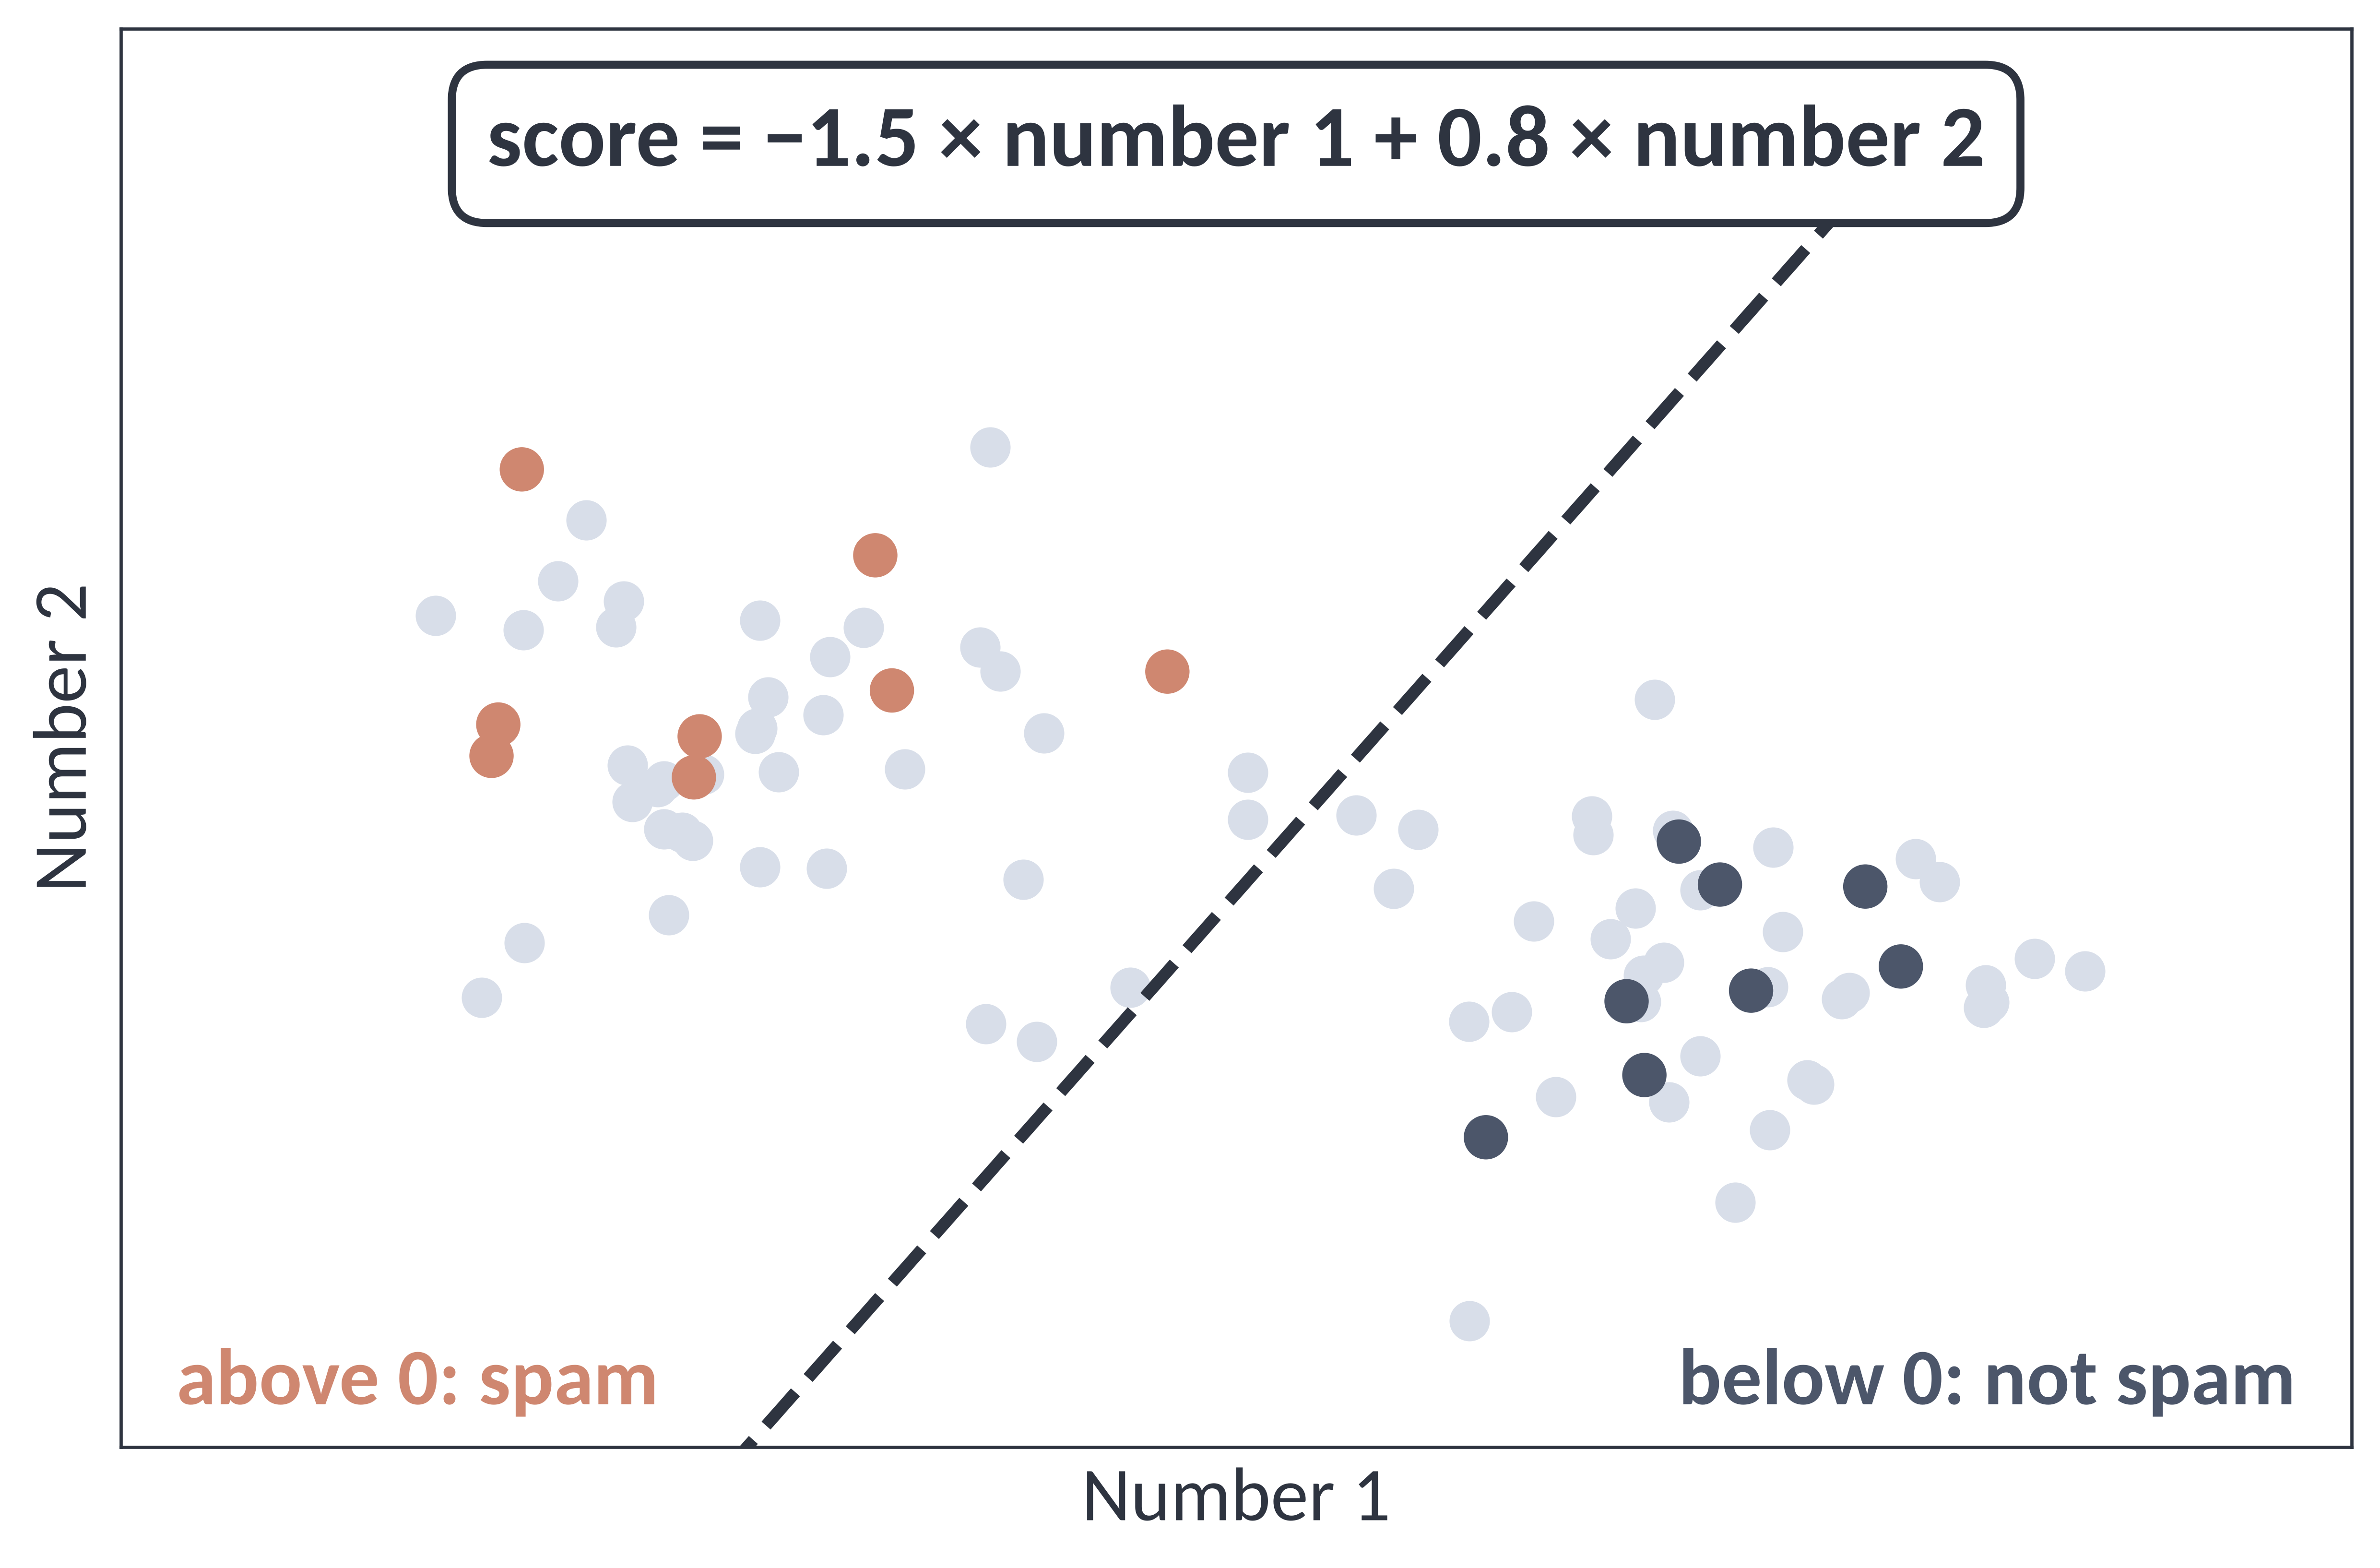 score = −1.5 × number 1 + 0.8 × number 2
Number 2
above 0: spam
below 0: not spam
Number 1